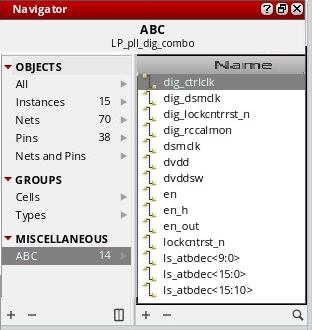 Navigator
ABC
LP_pll_dig_combo
OBJECTS
All
Instances 15
Nets 70
Pins 38
Nets and Pins
GROUPS
Cells
Types
MISCELLANEOUS
ABC 14
Name
dig_ctrlclk
dig_dsmclk
dig_lockcntrrst_n
dig_rccalmon
dsmclk
dvdd
dvddsw
en
en_h
en_out
lockcntrst_n
ls_atbdec<9:0>
ls_atbdec<15:0>
ls_atbdec<15:10>